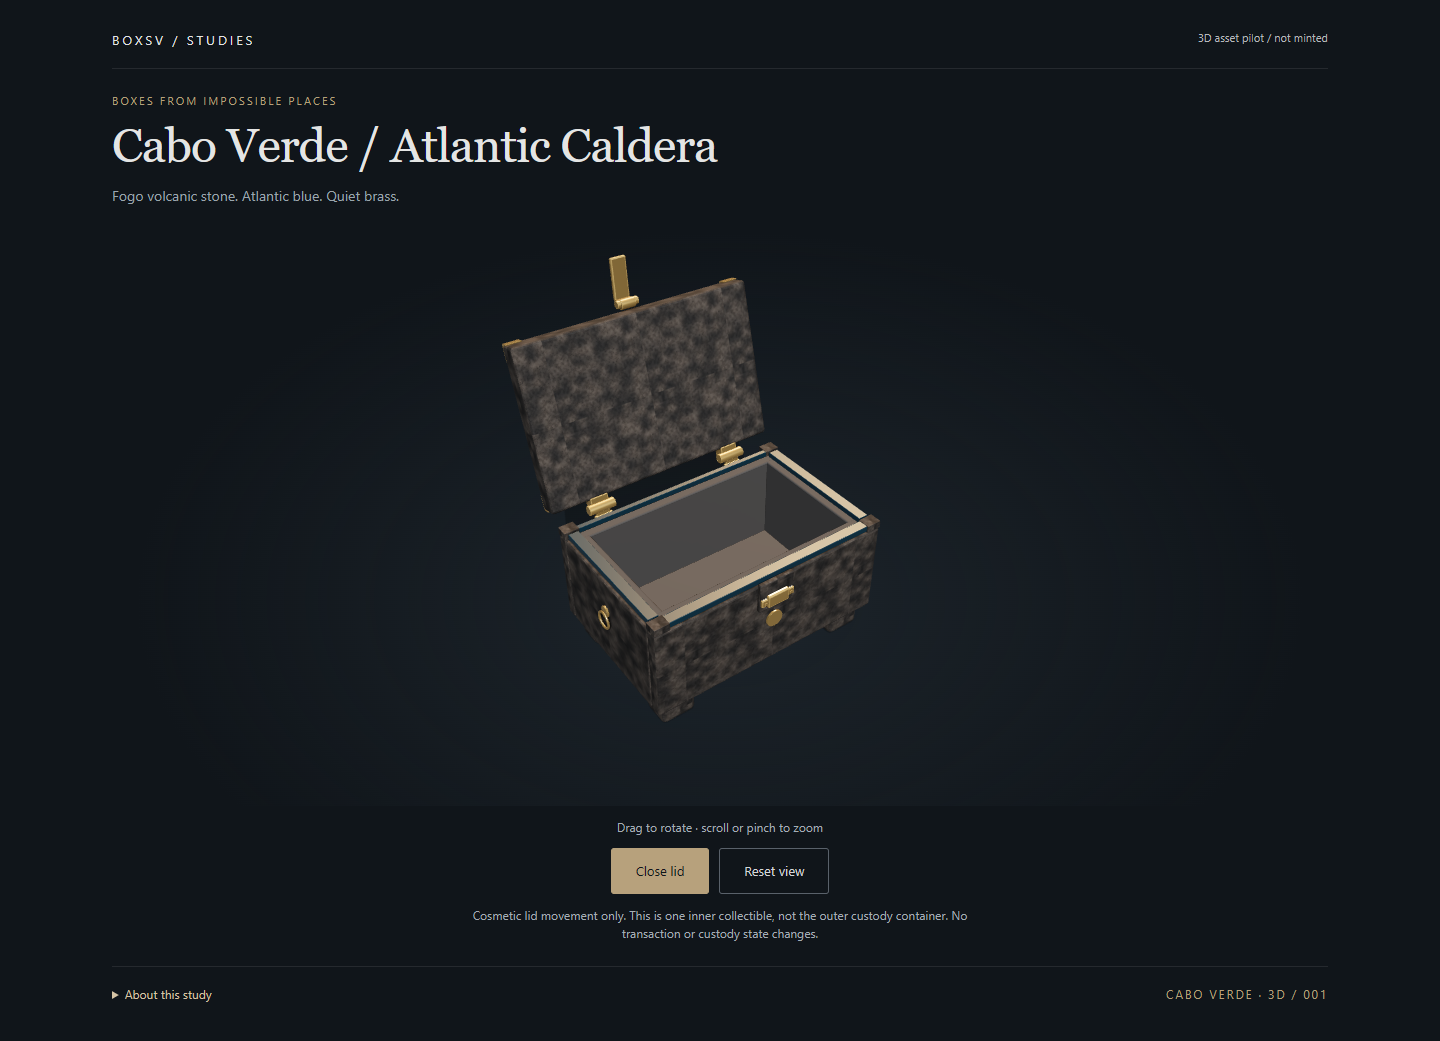 BOXSV / STUDIES
3D asset pilot / not minted
BOXES FROM IMPOSSIBLE PLACES
Cabo Verde / Atlantic Caldera
Fogo volcanic stone. Atlantic blue. Quiet brass.
Drag to rotate · scroll or pinch to zoom
Close lid
Reset view
Cosmetic lid movement only. This is one inner collectible, not the outer custody container. No
transaction or custody state changes.
About this study
CABO VERDE · 3D / 001